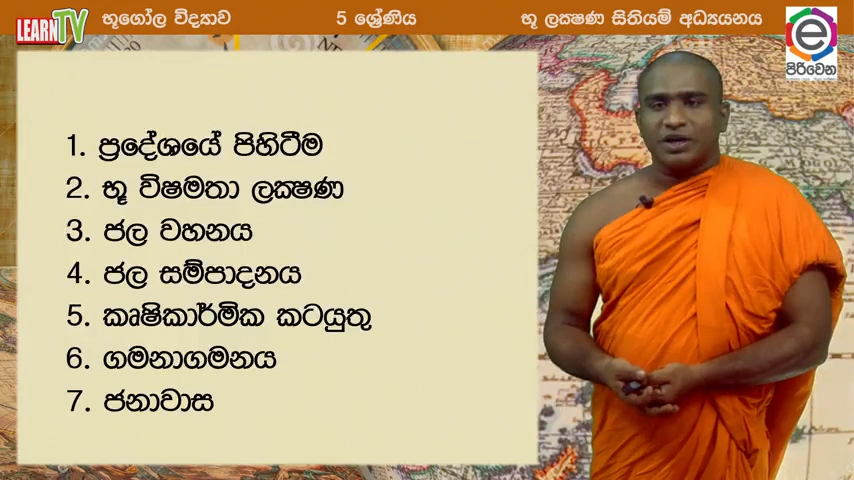 LEARN TV
භූගෝල විද්‍යාව
5 ශ්‍රේණිය
භූ ලක්ෂණ සිතියම් අධ්‍යයනය
e
පිරිවෙන
1. ප්‍රදේශයේ පිහිටීම
2. භූ විෂමතා ලක්ෂණ
3. ජල වහනය
4. ජල සම්පාදනය
5. කෘෂිකාර්මික කටයුතු
6. ගමනාගමනය
7. ජනාවාස